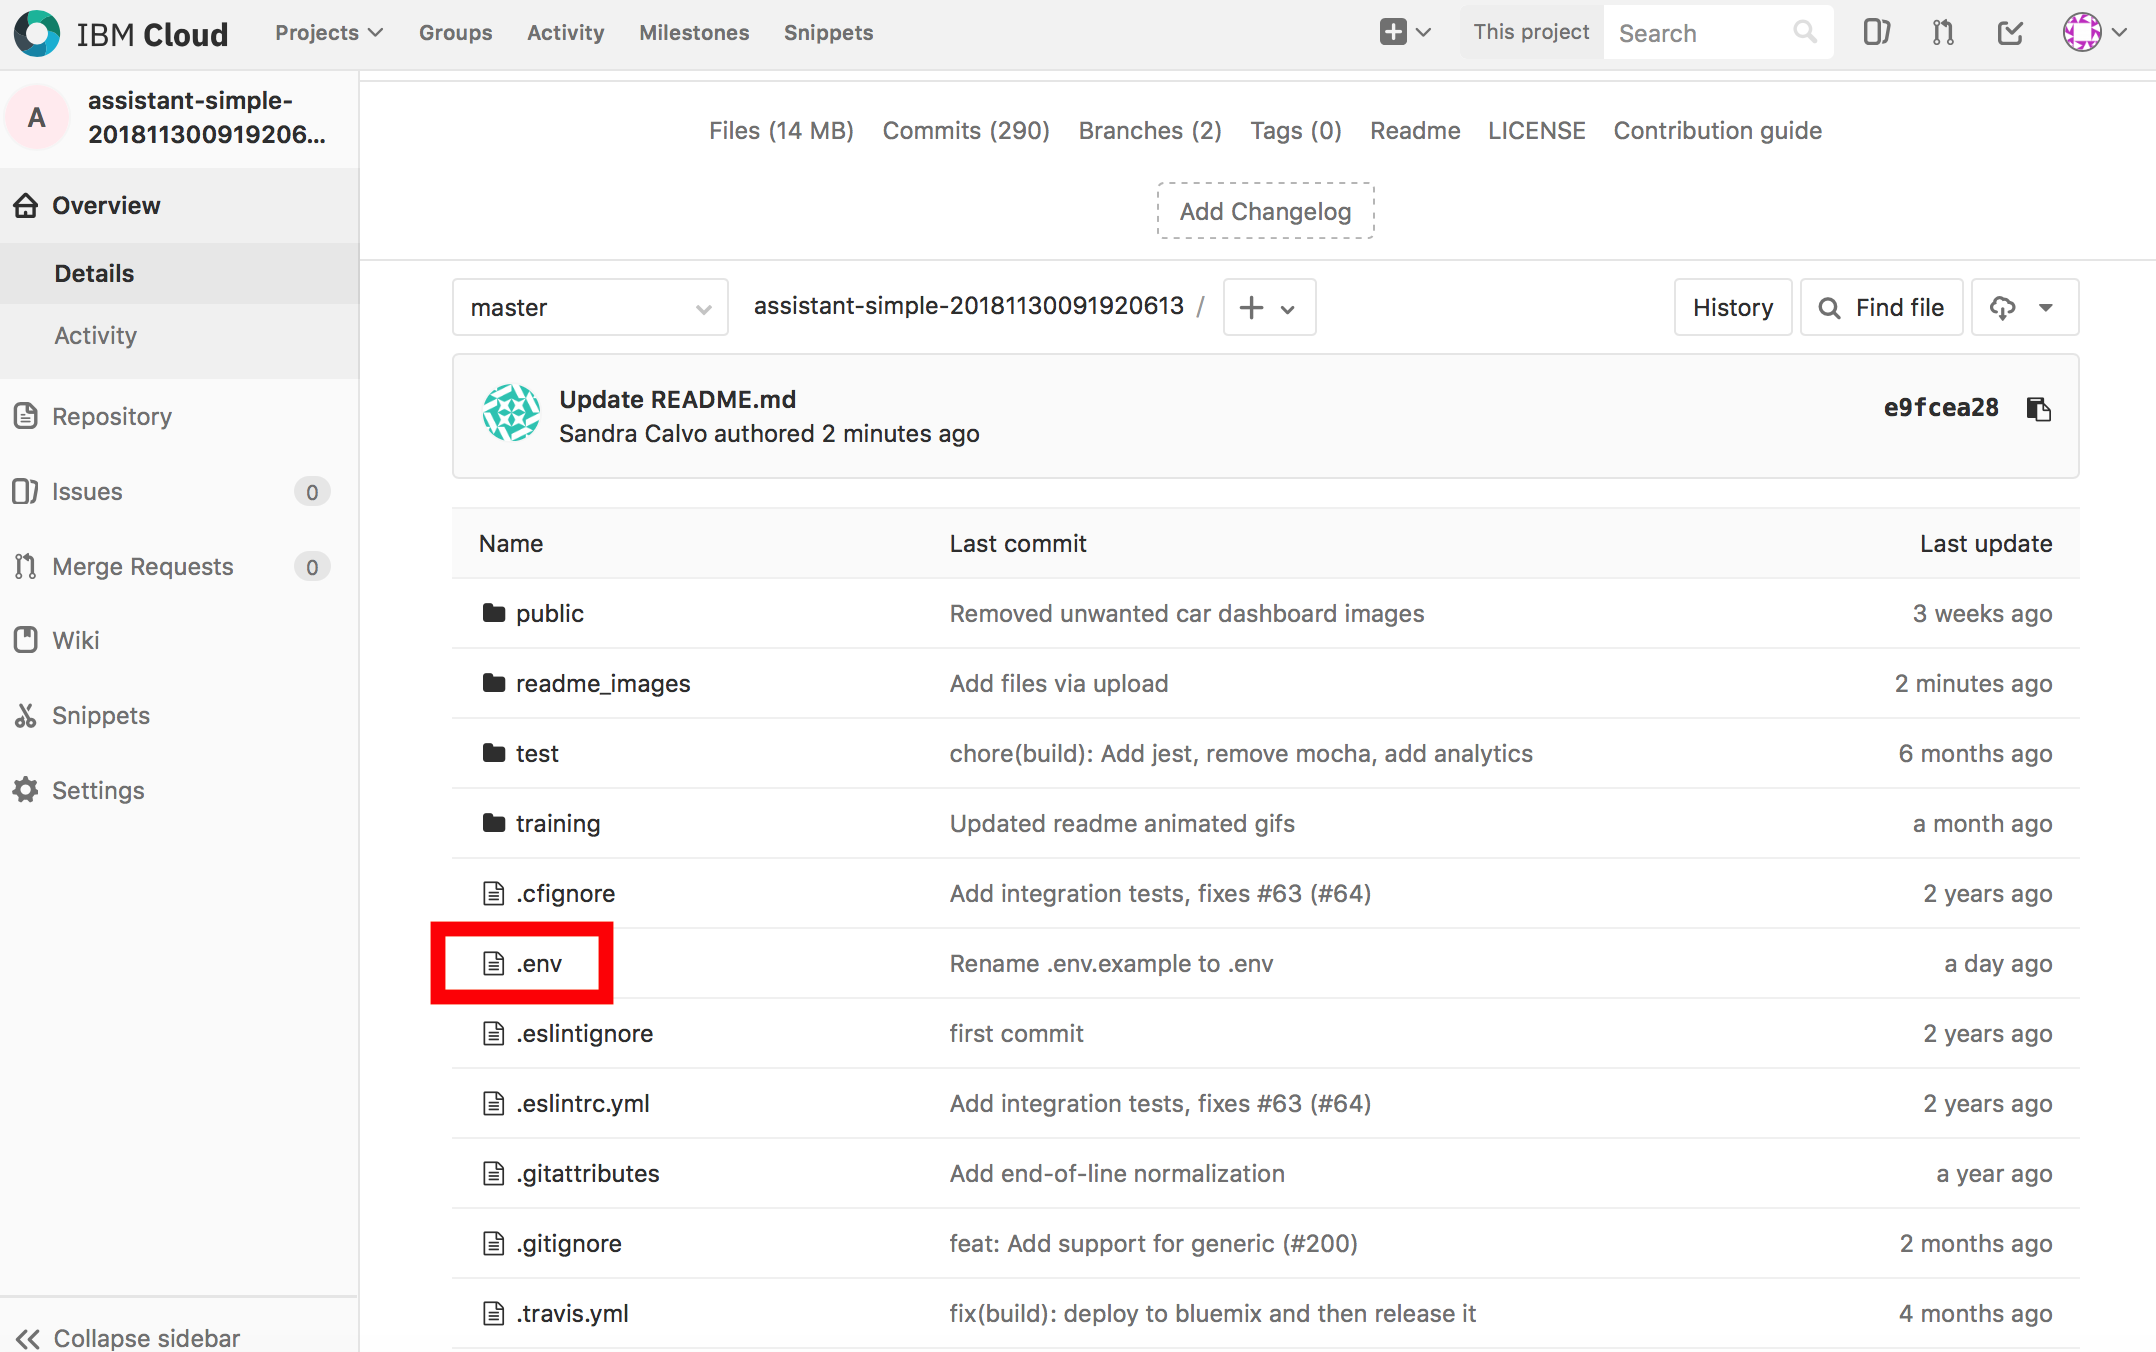 IBM Cloud Projects Groups Activity Milestones Snippets This project Search
A assistant-simple-
201811300919206...
Overview
Details
Activity
Repository
Issues 0
Merge Requests 0
Wiki
Snippets
Settings
Collapse sidebar
Files (14 MB) Commits (290) Branches (2) Tags (0) Readme LICENSE Contribution guide
Add Changelog
master assistant-simple-20181130091920613 / + History Find file
Update README.md
Sandra Calvo authored 2 minutes ago
e9fcea28
Name Last commit Last update
public Removed unwanted car dashboard images 3 weeks ago
readme_images Add files via upload 2 minutes ago
test chore(build): Add jest, remove mocha, add analytics 6 months ago
training Updated readme animated gifs a month ago
.cfignore Add integration tests, fixes #63 (#64) 2 years ago
.env Rename .env.example to .env a day ago
.eslintignore first commit 2 years ago
.eslintrc.yml Add integration tests, fixes #63 (#64) 2 years ago
.gitattributes Add end-of-line normalization a year ago
.gitignore feat: Add support for generic (#200) 2 months ago
.travis.yml fix(build): deploy to bluemix and then release it 4 months ago